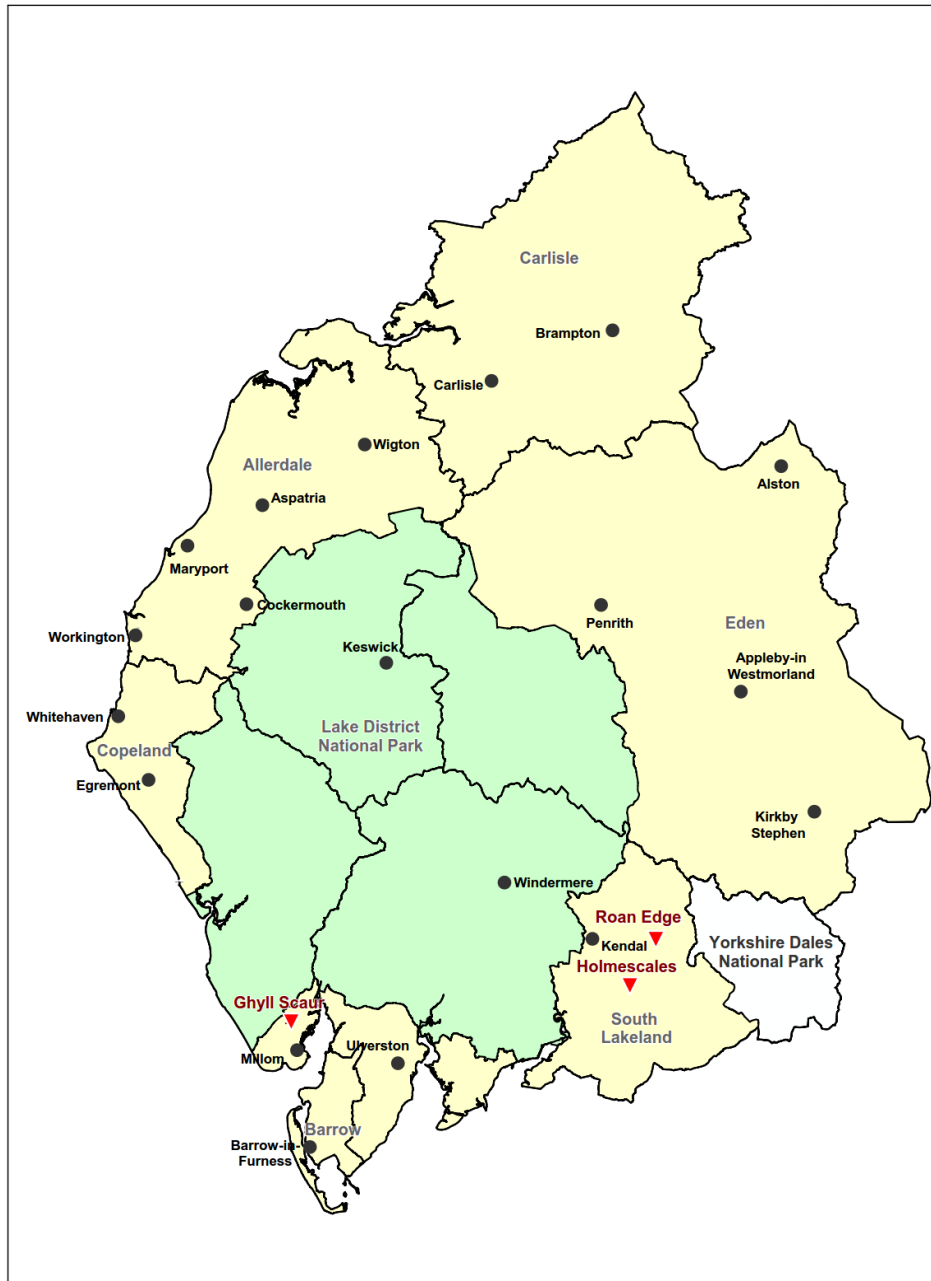 Carlisle
Brampton
Carlisle
Wigton
Allerdale
Alston
Aspatria
Maryport
Cockermouth
Penrith
Eden
Workington
Keswick
Appleby-in
Westmorland
Whitehaven
Lake District
National Park
Copeland
Egremont
Kirkby
Stephen
Windermere
Roan Edge
Kendal
Yorkshire Dales
National Park
Holmescales
Ghyll Scaur
South
Lakeland
Millom
Ulverston
Barrow
Barrow-in-
Furness